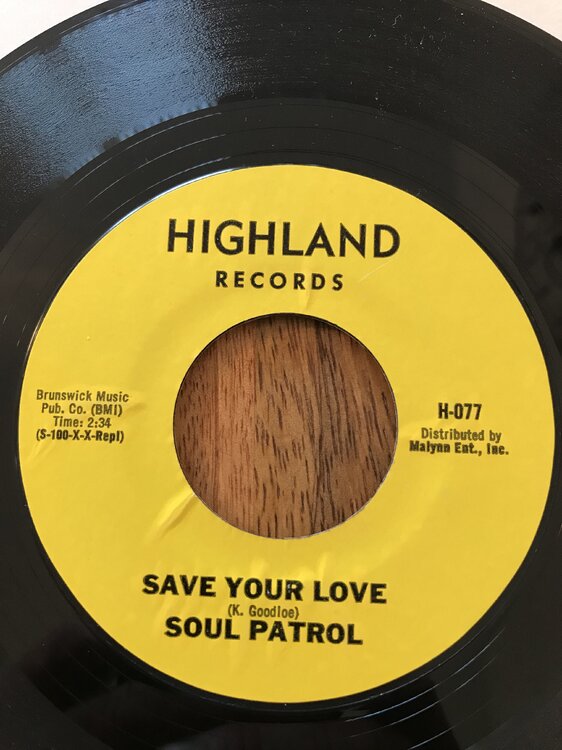 HIGHLAND
RECORDS
Brunswick Music
Pub. Co. (BMI)
Time: 2:34
(S-100-X-X-Repl)
H-077
Distributed by
Malynn Ent., Inc.
SAVE YOUR LOVE
(K. Goodloe)
SOUL PATROL